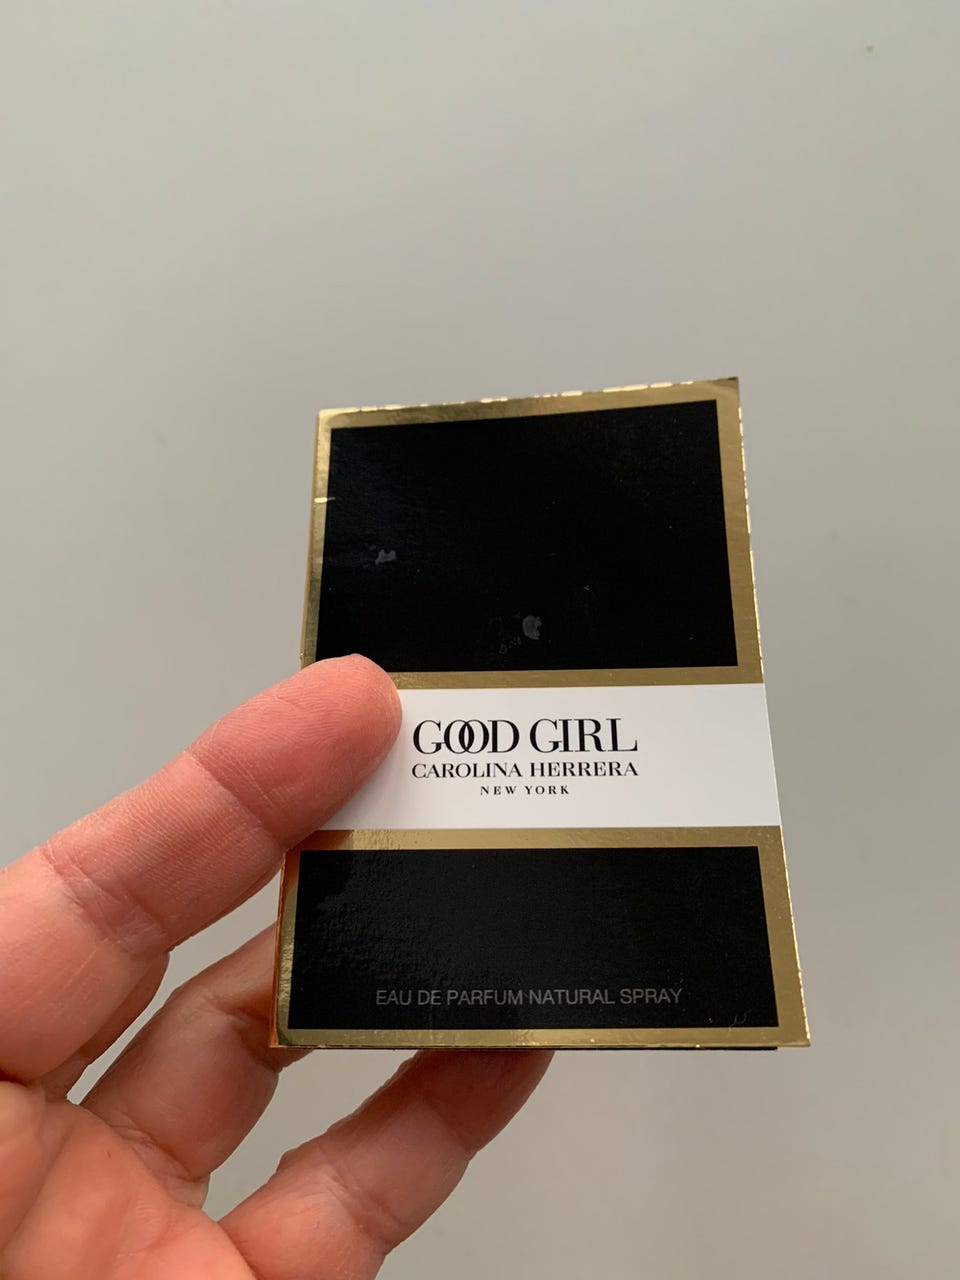 GOOD GIRL
CAROLINA HERRERA
NEW YORK
EAU DE PARFUM NATURAL SPRAY